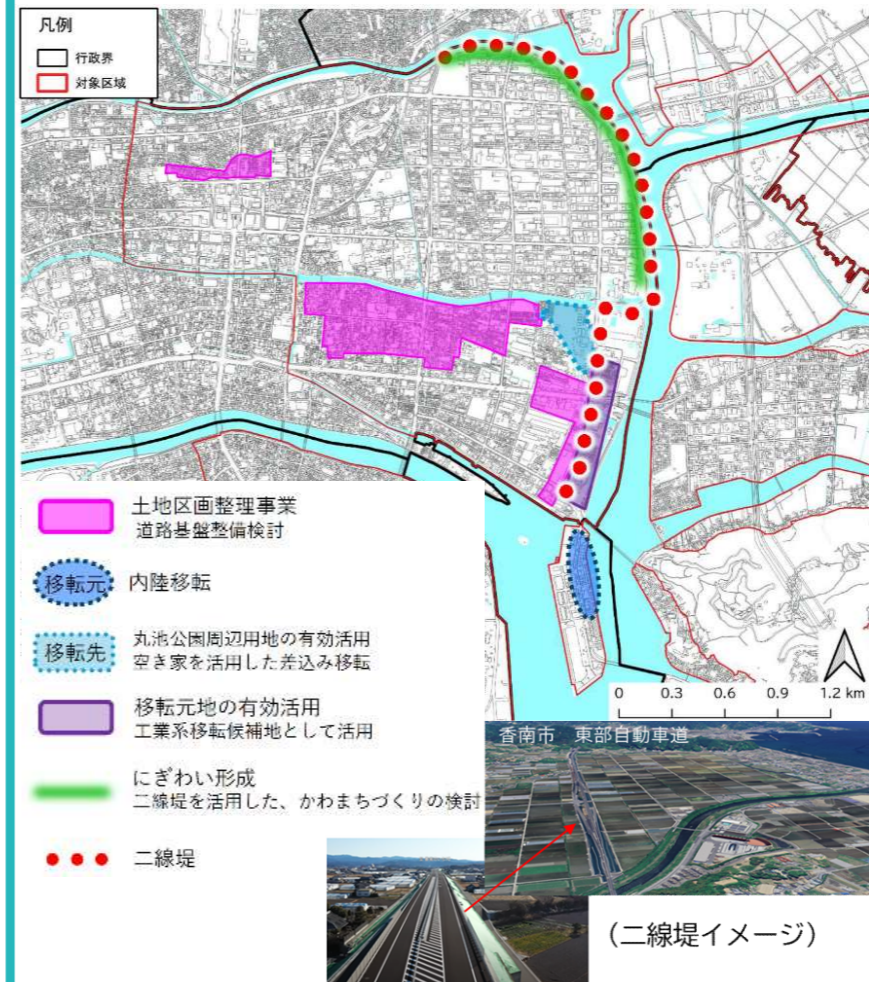 凡例
行政界
対象区域
土地区画整理事業
道路基盤整備検討
移転元
内陸移転
移転先
丸池公園周辺用地の有効活用
空き家を活用した差込み移転
移転元地の有効活用
工業系移転候補地として活用
にぎわい形成
二線堤を活用した、かわまちづくりの検討
二線堤
0 0.3 0.6 0.9 1.2 km
香南市 東部自動車道
（二線堤イメージ）